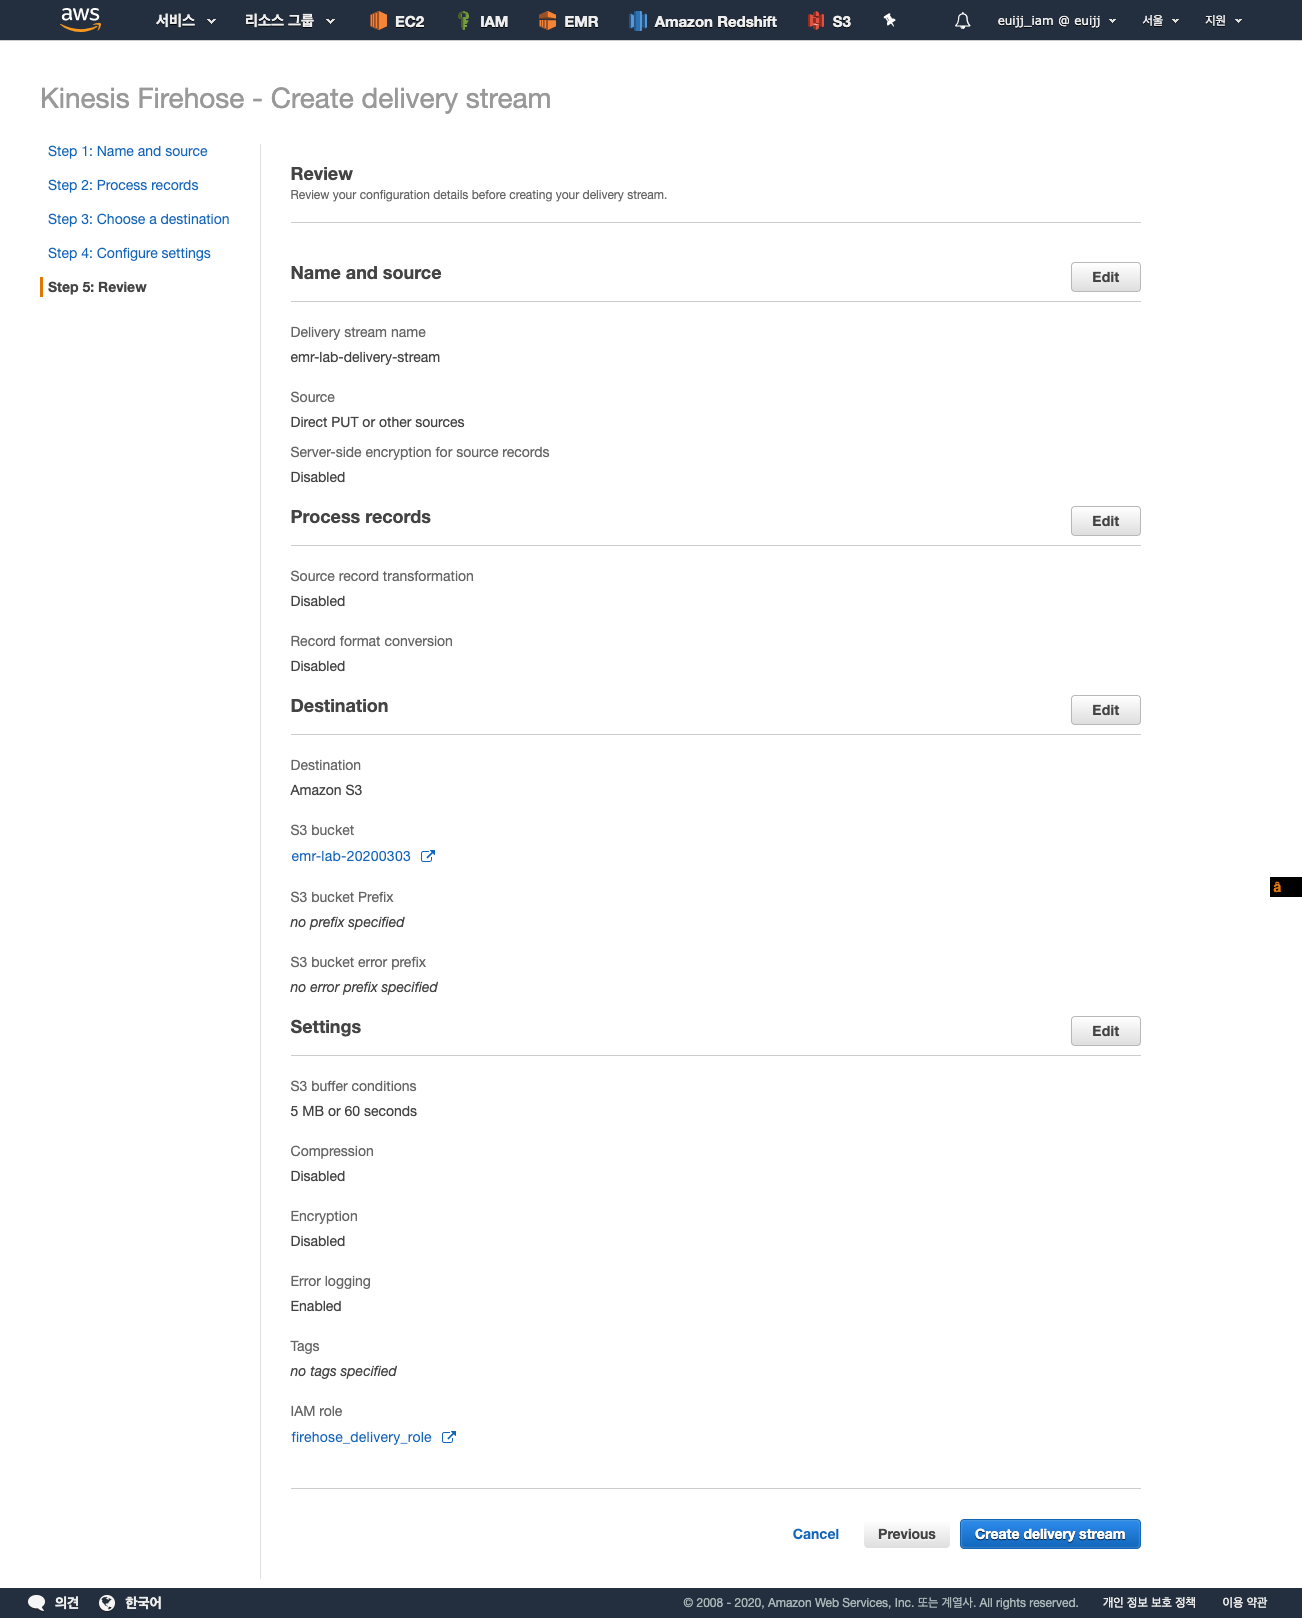 aws 서비스 리소스 그룹 EC2 IAM EMR Amazon Redshift S3 euijj_iam @ euijj 서울 지원
Kinesis Firehose - Create delivery stream
Step 1: Name and source
Step 2: Process records
Step 3: Choose a destination
Step 4: Configure settings
Step 5: Review
Review
Review your configuration details before creating your delivery stream.
Name and source Edit
Delivery stream name
emr-lab-delivery-stream
Source
Direct PUT or other sources
Server-side encryption for source records
Disabled
Process records Edit
Source record transformation
Disabled
Record format conversion
Disabled
Destination Edit
Destination
Amazon S3
S3 bucket
emr-lab-20200303
S3 bucket Prefix
no prefix specified
S3 bucket error prefix
no error prefix specified
â
Settings Edit
S3 buffer conditions
5 MB or 60 seconds
Compression
Disabled
Encryption
Disabled
Error logging
Enabled
Tags
no tags specified
IAM role
firehose_delivery_role
Cancel Previous Create delivery stream
의견 한국어 © 2008 - 2020, Amazon Web Services, Inc. 또는 계열사. All rights reserved. 개인 정보 보호 정책 이용 약관